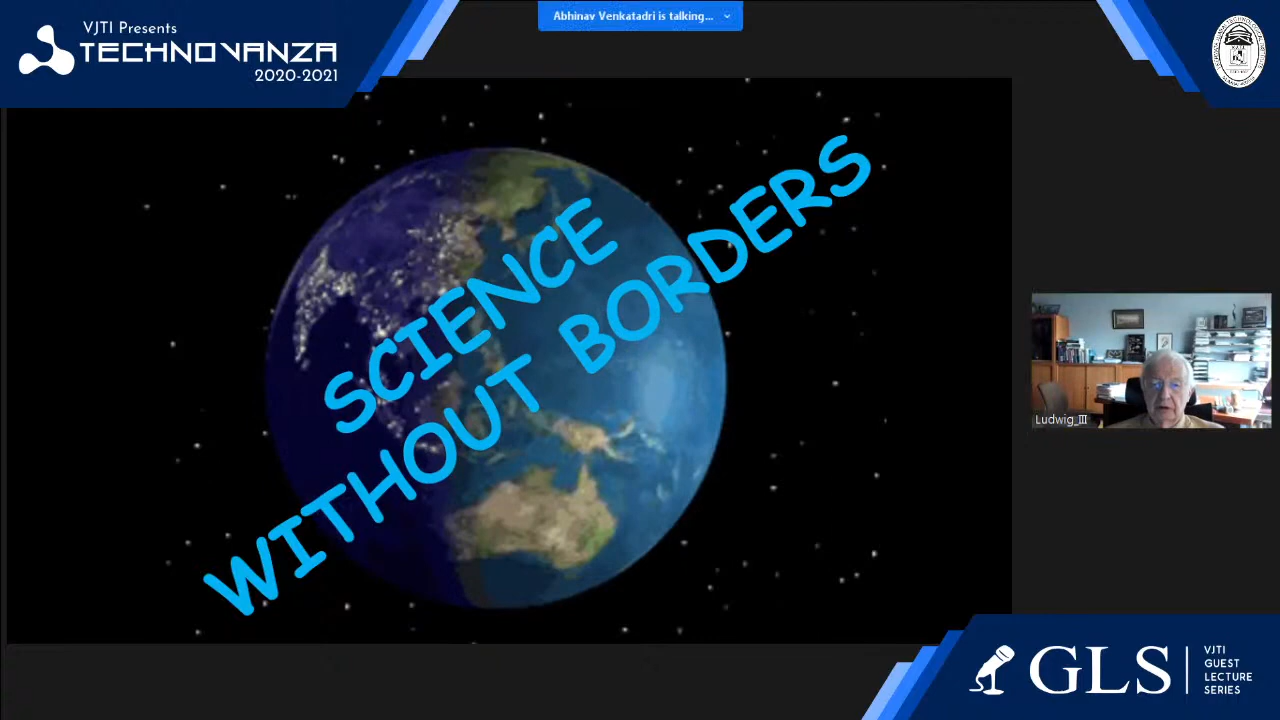 VJTI Presents
TECHNOVANZA
2020-2021
Abhinav Venkatadri is talking...
SCIENCE
WITHOUT BORDERS
Ludwig_III
GLS
VJTI
GUEST
LECTURE
SERIES